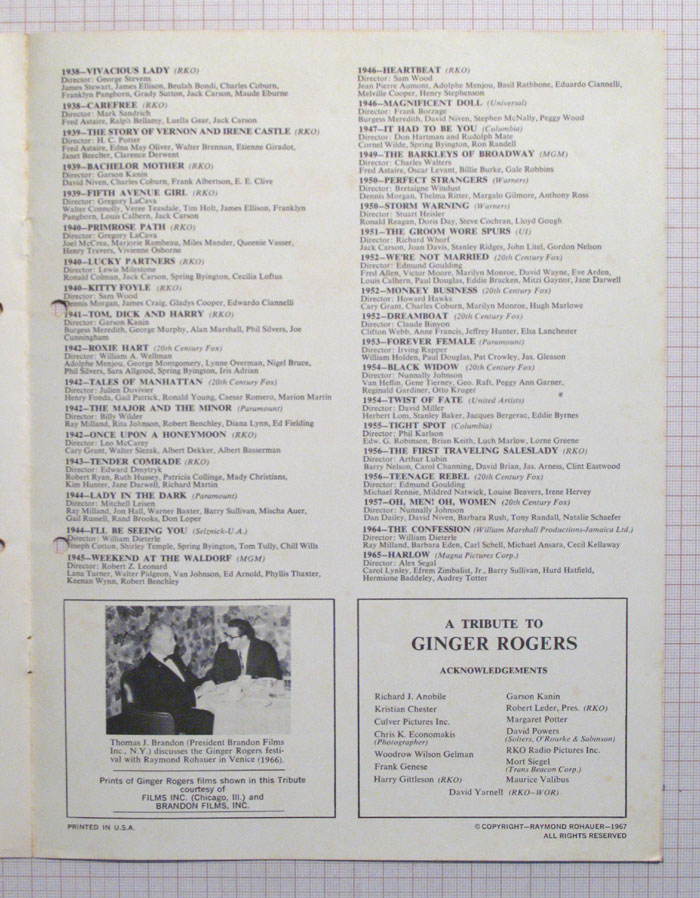 1938—VIVACIOUS LADY (RKO)
Director: George Stevens
James Stewart, James Ellison, Beulah Bondi, Charles Coburn,
Franklyn Pangborn, Grady Sutton, Jack Carson, Maude Eburne
1938—CAREFREE (RKO)
Director: Mark Sandrich
Fred Astaire, Ralph Bellamy, Luella Gear, Jack Carson
1939—THE STORY OF VERNON AND IRENE CASTLE (RKO)
Director: H. C. Potter
Fred Astaire, Edna May Oliver, Walter Brennan, Etienne Giradot,
Janet Beecher, Clarence Derwent
1939—BACHELOR MOTHER (RKO)
Director: Garson Kanin
David Niven, Charles Coburn, Frank Albertson, E. E. Clive
1939—FIFTH AVENUE GIRL (RKO)
Director: Gregory LaCava
Walter Connolly, Veree Teasdale, Tim Holt, James Ellison, Franklyn
Pangborn, Louis Calhern, Jack Carson
1940—PRIMROSE PATH (RKO)
Director: Gregory LaCava
Joel McCrea, Marjorie Rambeau, Miles Mander, Queenie Vasser,
Henry Travers, Vivienne Osborne
1940—LUCKY PARTNERS (RKO)
Director: Lewis Milestone
Ronald Colman, Jack Carson, Spring Byington, Cecilia Loftus
1940—KITTY FOYLE (RKO)
Director: Sam Wood
Dennis Morgan, James Craig, Gladys Cooper, Edwardo Ciannelli
1941—TOM, DICK AND HARRY (RKO)
Director: Garson Kanin
Burgess Meredith, George Murphy, Alan Marshall, Phil Silvers, Joe
Cunningham
1942—ROXIE HART (20th Century Fox)
Director: William A. Wellman
Adolphe Menjou, George Montgomery, Lynne Overman, Nigel Bruce,
Phil Silvers, Sara Allgood, Spring Byington, Iris Adrian
1942—TALES OF MANHATTAN (20th Century Fox)
Director: Julien Duvivier
Henry Fonda, Gail Patrick, Ronald Young, Caesar Romero, Marion Martin
1942—THE MAJOR AND THE MINOR (Paramount)
Director: Billy Wilder
Ray Milland, Rita Johnson, Robert Benchley, Diana Lynn, Ed Fielding
1942—ONCE UPON A HONEYMOON (RKO)
Director: Leo McCarey
Cary Grant, Walter Slezak, Albert Dekker, Albert Basserman
1943—TENDER COMRADE (RKO)
Director: Edward Dmytryk
Robert Ryan, Ruth Hussey, Patricia Collinge, Mady Christians,
Kim Hunter, Jane Darwell, Richard Martin
1944—LADY IN THE DARK (Paramount)
Director: Mitchell Leisen
Ray Milland, Jon Hall, Warner Baxter, Barry Sullivan, Mischa Auer,
Gail Russell, Rand Brooks, Don Loper
1944—I'LL BE SEEING YOU (Selznick-U.A.)
Director: William Dieterle
Joseph Cotton, Shirley Temple, Spring Byington, Tom Tully, Chill Wills
1945—WEEKEND AT THE WALDORF (MGM)
Director: Robert Z. Leonard
Lana Turner, Walter Pidgeon, Van Johnson, Ed Arnold, Phyllis Thaxter,
Keenan Wynn, Robert Benchley
1946—HEARTBEAT (RKO)
Director: Sam Wood
Jean Pierre Aumont, Adolphe Menjou, Basil Rathbone, Eduardo Ciannelli,
Melville Cooper, Henry Stephenson
1946—MAGNIFICENT DOLL (Universal)
Director: Frank Borzage
Burgess Meredith, David Niven, Stephen McNally, Peggy Wood
1947—IT HAD TO BE YOU (Columbia)
Director: Don Hartman and Rudolph Mate
Cornel Wilde, Spring Byington, Ron Randell
1949—THE BARKLEYS OF BROADWAY (MGM)
Director: Charles Walters
Fred Astaire, Oscar Levant, Billie Burke, Gale Robbins
1950—PERFECT STRANGERS (Warners)
Director: Bretaigne Windust
Dennis Morgan, Thelma Ritter, Margalo Gilmore, Anthony Ross
1950—STORM WARNING (Warners)
Director: Stuart Heisler
Ronald Reagan, Doris Day, Steve Cochran, Lloyd Gough
1951—THE GROOM WORE SPURS (UI)
Director: Richard Whorf
Jack Carson, Joan Davis, Stanley Ridges, John Litel, Gordon Nelson
1952—WE'RE NOT MARRIED (20th Century Fox)
Director: Edmund Goulding
Fred Allen, Victor Moore, Marilyn Monroe, David Wayne, Eve Arden,
Louis Calhern, Paul Douglas, Eddie Bracken, Mitzi Gaynor, Jane Darwell
1952—MONKEY BUSINESS (20th Century Fox)
Director: Howard Hawks
Cary Grant, Charles Coburn, Marilyn Monroe, Hugh Marlowe
1952—DREAMBOAT (20th Century Fox)
Director: Claude Binyon
Clifton Webb, Anne Francis, Jeffrey Hunter, Elsa Lanchester
1953—FOREVER FEMALE (Paramount)
Director: Irving Rapper
William Holden, Paul Douglas, Pat Crowley, Jas. Gleason
1954—BLACK WIDOW (20th Century Fox)
Director: Nunnally Johnson
Van Heflin, Gene Tierney, Geo. Raft, Peggy Ann Garner,
Reginald Gardiner, Otto Kruger
1954—TWIST OF FATE (United Artists)
Director: David Miller
Herbert Lom, Stanley Baker, Jacques Bergerac, Eddie Byrnes
1955—TIGHT SPOT (Columbia)
Director: Phil Karlson
Edw. G. Robinson, Brian Keith, Luch Marlow, Lorne Greene
1956—THE FIRST TRAVELING SALESLADY (RKO)
Director: Arthur Lubin
Barry Nelson, Carol Channing, David Brian, Jas. Arness, Clint Eastwood
1956—TEENAGE REBEL (20th Century Fox)
Director: Edmund Goulding
Michael Rennie, Mildred Natwick, Louise Beavers, Irene Hervey
1957—OH, MEN! OH, WOMEN (20th Century Fox)
Director: Nunnally Johnson
Dan Dailey, David Niven, Barbara Rush, Tony Randall, Natslie Schaefer
1964—THE CONFESSION (William Marshall Productions-Jamaica Ltd.)
Director: William Dieterle
Ray Milland, Barbara Eden, Carl Schell, Michael Ansara, Cecil Kellaway
1965—HARLOW (Magna Pictures Corp.)
Director: Alex Segal
Carol Lynley, Efrem Zimbalist, Jr., Barry Sullivan, Hurd Hatfield,
Hermione Baddeley, Audrey Totter
Thomas J. Brandon (President Brandon Films
Inc., N.Y.) discusses the Ginger Rogers festi-
val with Raymond Rohauer in Venice (1966).
Prints of Ginger Rogers films shown in this Tribute
courtesy of
FILMS INC. (Chicago, Ill.) and
BRANDON FILMS, INC.
A TRIBUTE TO
GINGER ROGERS
ACKNOWLEDGEMENTS
Richard J. Anobile
Kristian Chester
Culver Pictures Inc.
Chris K. Economakis
(Photographer)
Woodrow Wilson Gelman
Frank Genese
Harry Gittleson (RKO)
Garson Kanin
Robert Leder, Pres. (RKO)
Margaret Potter
David Powers
(Solters, O'Rourke & Sabinson)
RKO Radio Pictures Inc.
Mort Siegel
(Trans Beacon Corp.)
Maurice Valibus
David Yarnell (RKO—WOR)
PRINTED IN U.S.A.
© COPYRIGHT—RAYMOND ROHAUER—1967
ALL RIGHTS RESERVED